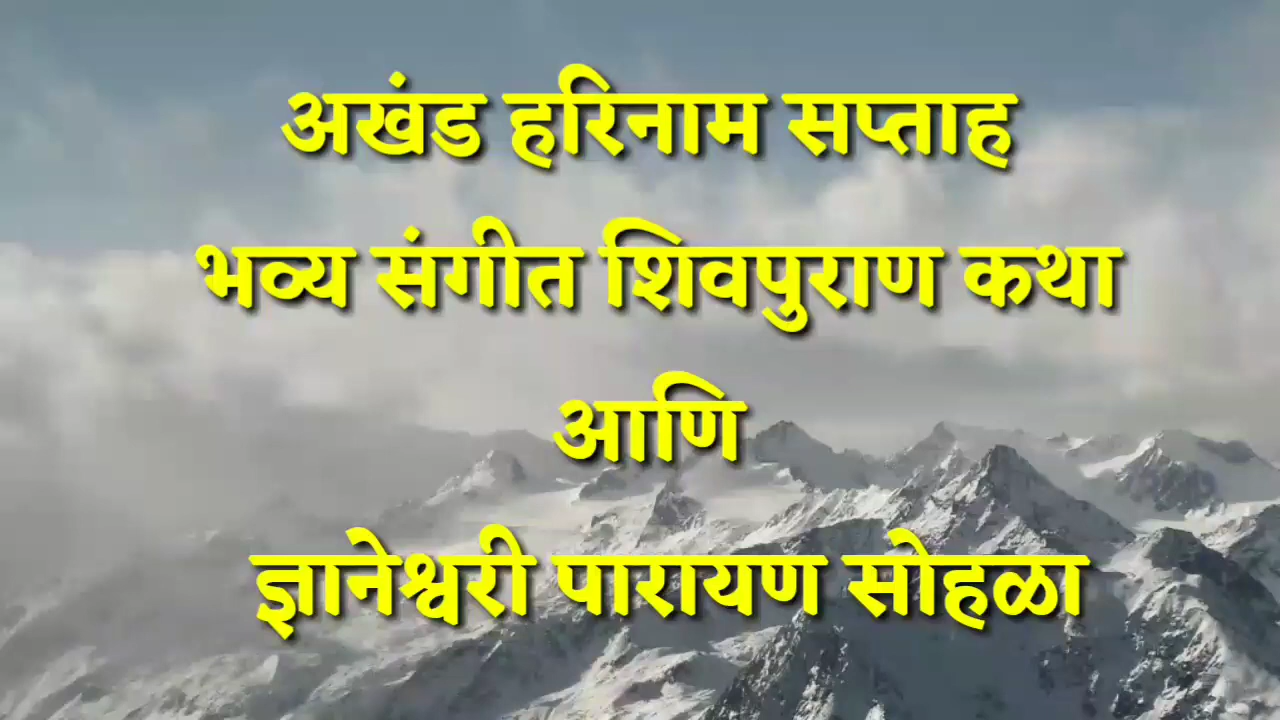 अखंड हरिनाम सप्ताह
भव्य संगीत शिवपुराण कथा
आणि
ज्ञानेश्वरी पारायण सोहळा